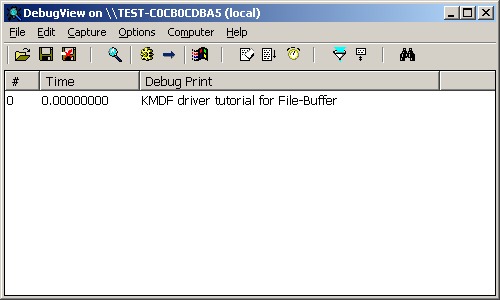 DebugView on \\TEST-C0CB0CDBA5 (local)
File Edit Capture Options Computer Help
# Time Debug Print
0 0.00000000 KMDF driver tutorial for File-Buffer